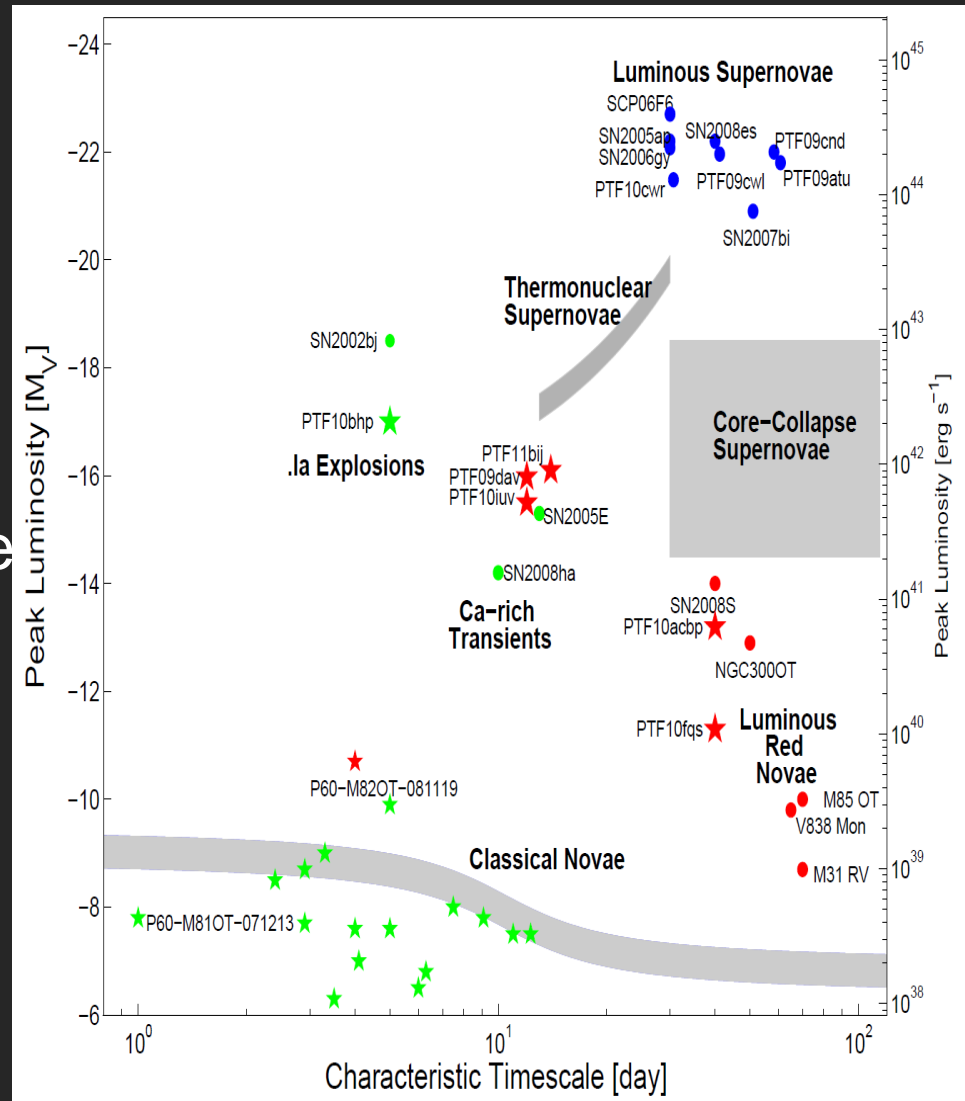 −24
10^45
Luminous Supernovae
SCP06F6
SN2005ap
SN2008es
PTF09cnd
−22
SN2006gy
PTF10cwr
PTF09cwl
PTF09atu
10^44
SN2007bi
−20
Thermonuclear
Supernovae
10^43
SN2002bj
−18
Peak Luminosity [M_V]
PTF10bhp
Core−Collapse
Supernovae
Peak Luminosity [erg s^−1]
.Ia Explosions
PTF11bij
10^42
−16
PTF09dav
PTF10iuv
SN2005E
e
−14
SN2008ha
10^41
Ca−rich
Transients
SN2008S
PTF10acbp
NGC300OT
−12
PTF10fqs
Luminous
Red
Novae
10^40
P60−M82OT−081119
−10
M85 OT
V838 Mon
Classical Novae
M31 RV
10^39
−8
P60−M81OT−071213
−6
10^38
10^0
10^1
10^2
Characteristic Timescale [day]